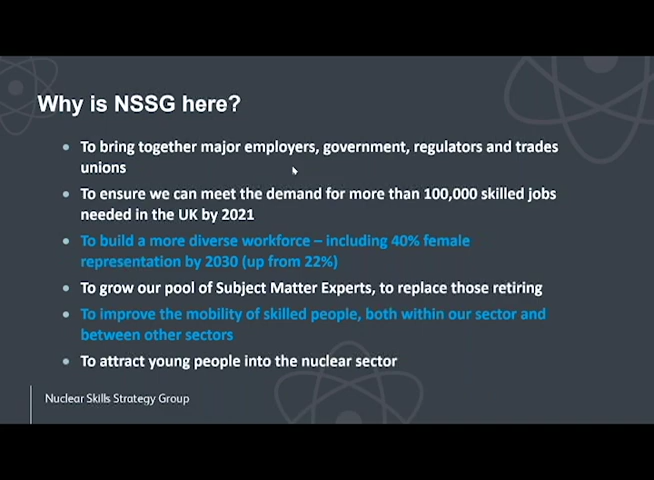 Why is NSSG here?
• To bring together major employers, government, regulators and trades
unions
• To ensure we can meet the demand for more than 100,000 skilled jobs
needed in the UK by 2021
• To build a more diverse workforce – including 40% female
representation by 2030 (up from 22%)
• To grow our pool of Subject Matter Experts, to replace those retiring
• To improve the mobility of skilled people, both within our sector and
between other sectors
• To attract young people into the nuclear sector
Nuclear Skills Strategy Group